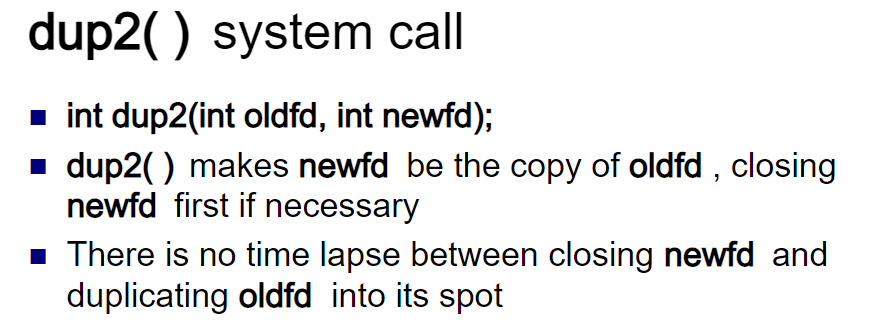 dup2( ) system call
■ int dup2(int oldfd, int newfd);
■ dup2( ) makes newfd be the copy of oldfd , closing
newfd first if necessary
■ There is no time lapse between closing newfd and
duplicating oldfd into its spot